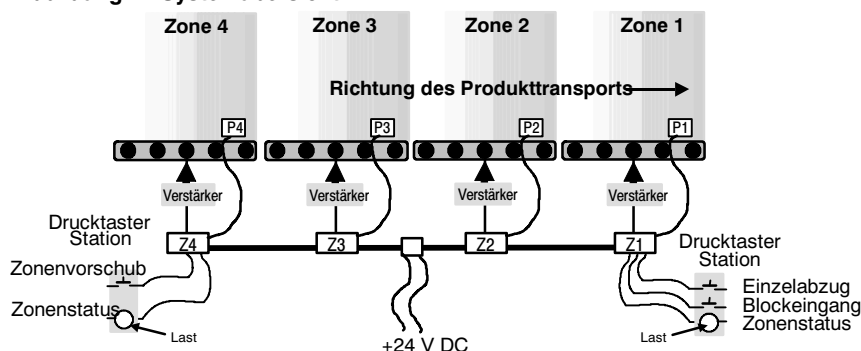 Zone 4 Zone 3 Zone 2 Zone 1
Richtung des Produkttransports
P4 P3 P2 P1
Verstärker Verstärker Verstärker Verstärker
Drucktaster
Station
Z4 Z3 Z2 Z1
Drucktaster
Station
Zonenvorschub
Zonenstatus
Last
+24 V DC
Einzelabzug
Blockeingang
Zonenstatus
Last